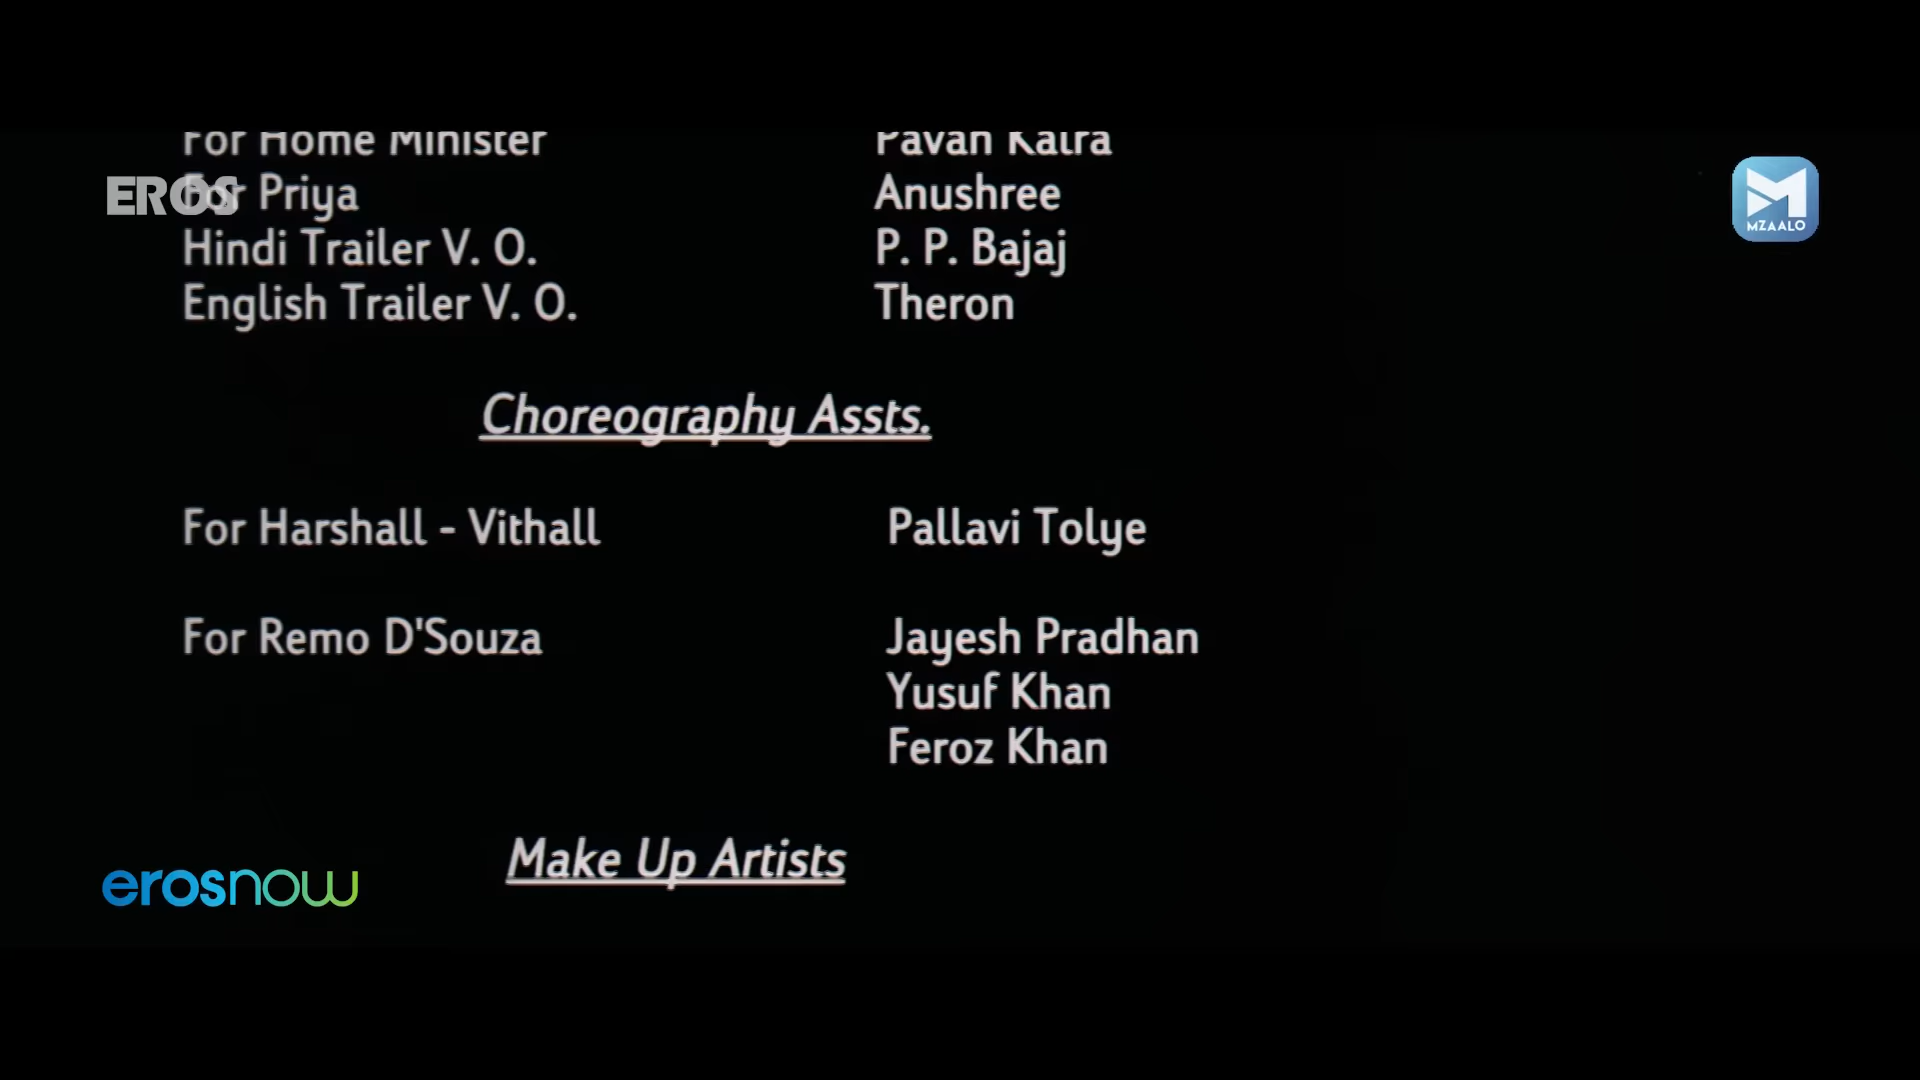 For Home Minister Pavan Kalra
EROS
For Priya Anushree
MZAALO
Hindi Trailer V. O. P. P. Bajaj
English Trailer V. O. Theron
Choreography Assts.
For Harshall - Vithall Pallavi Tolye
For Remo D'Souza Jayesh Pradhan
Yusuf Khan
Feroz Khan
Make Up Artists
erosnow